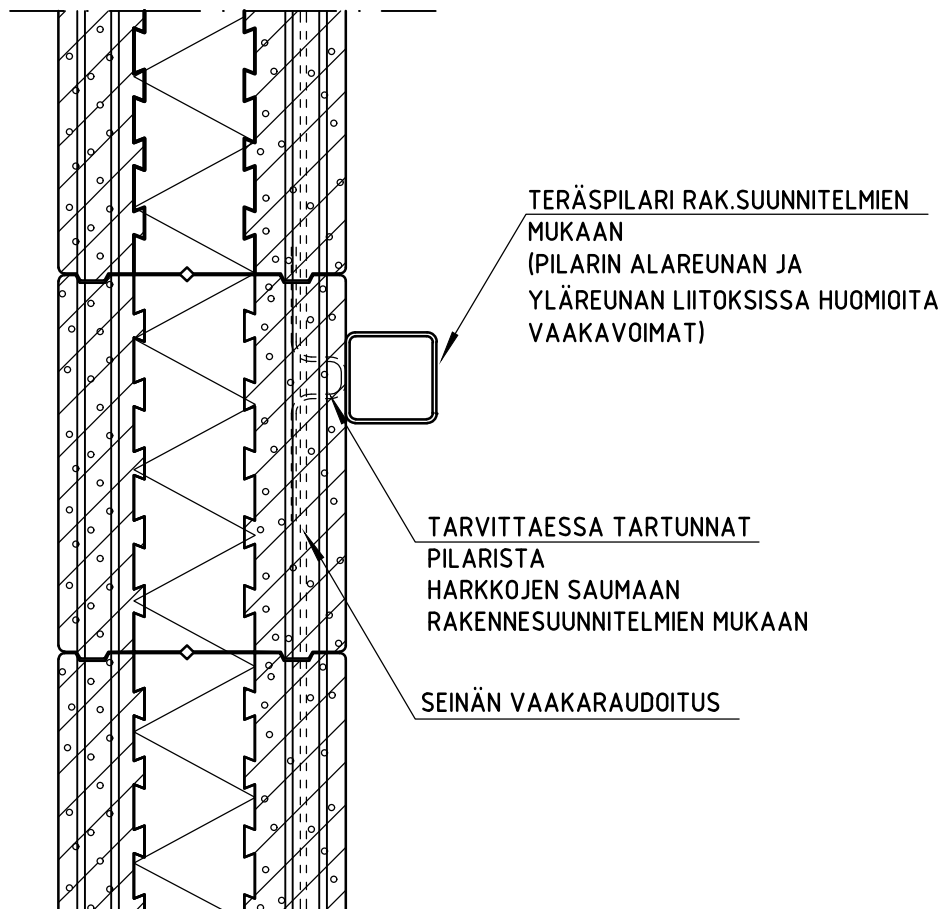 TERÄSPILARI RAK.SUUNNITELMIEN
MUKAAN
(PILARIN ALAREUNAN JA
YLÄREUNAN LIITOKSISSA HUOMIOITA
VAAKAVOIMAT)
TARVITTAESSA TARTUNNAT
PILARISTA
HARKKOJEN SAUMAAN
RAKENNESUUNNITELMIEN MUKAAN
SEINÄN VAAKARAUDOITUS